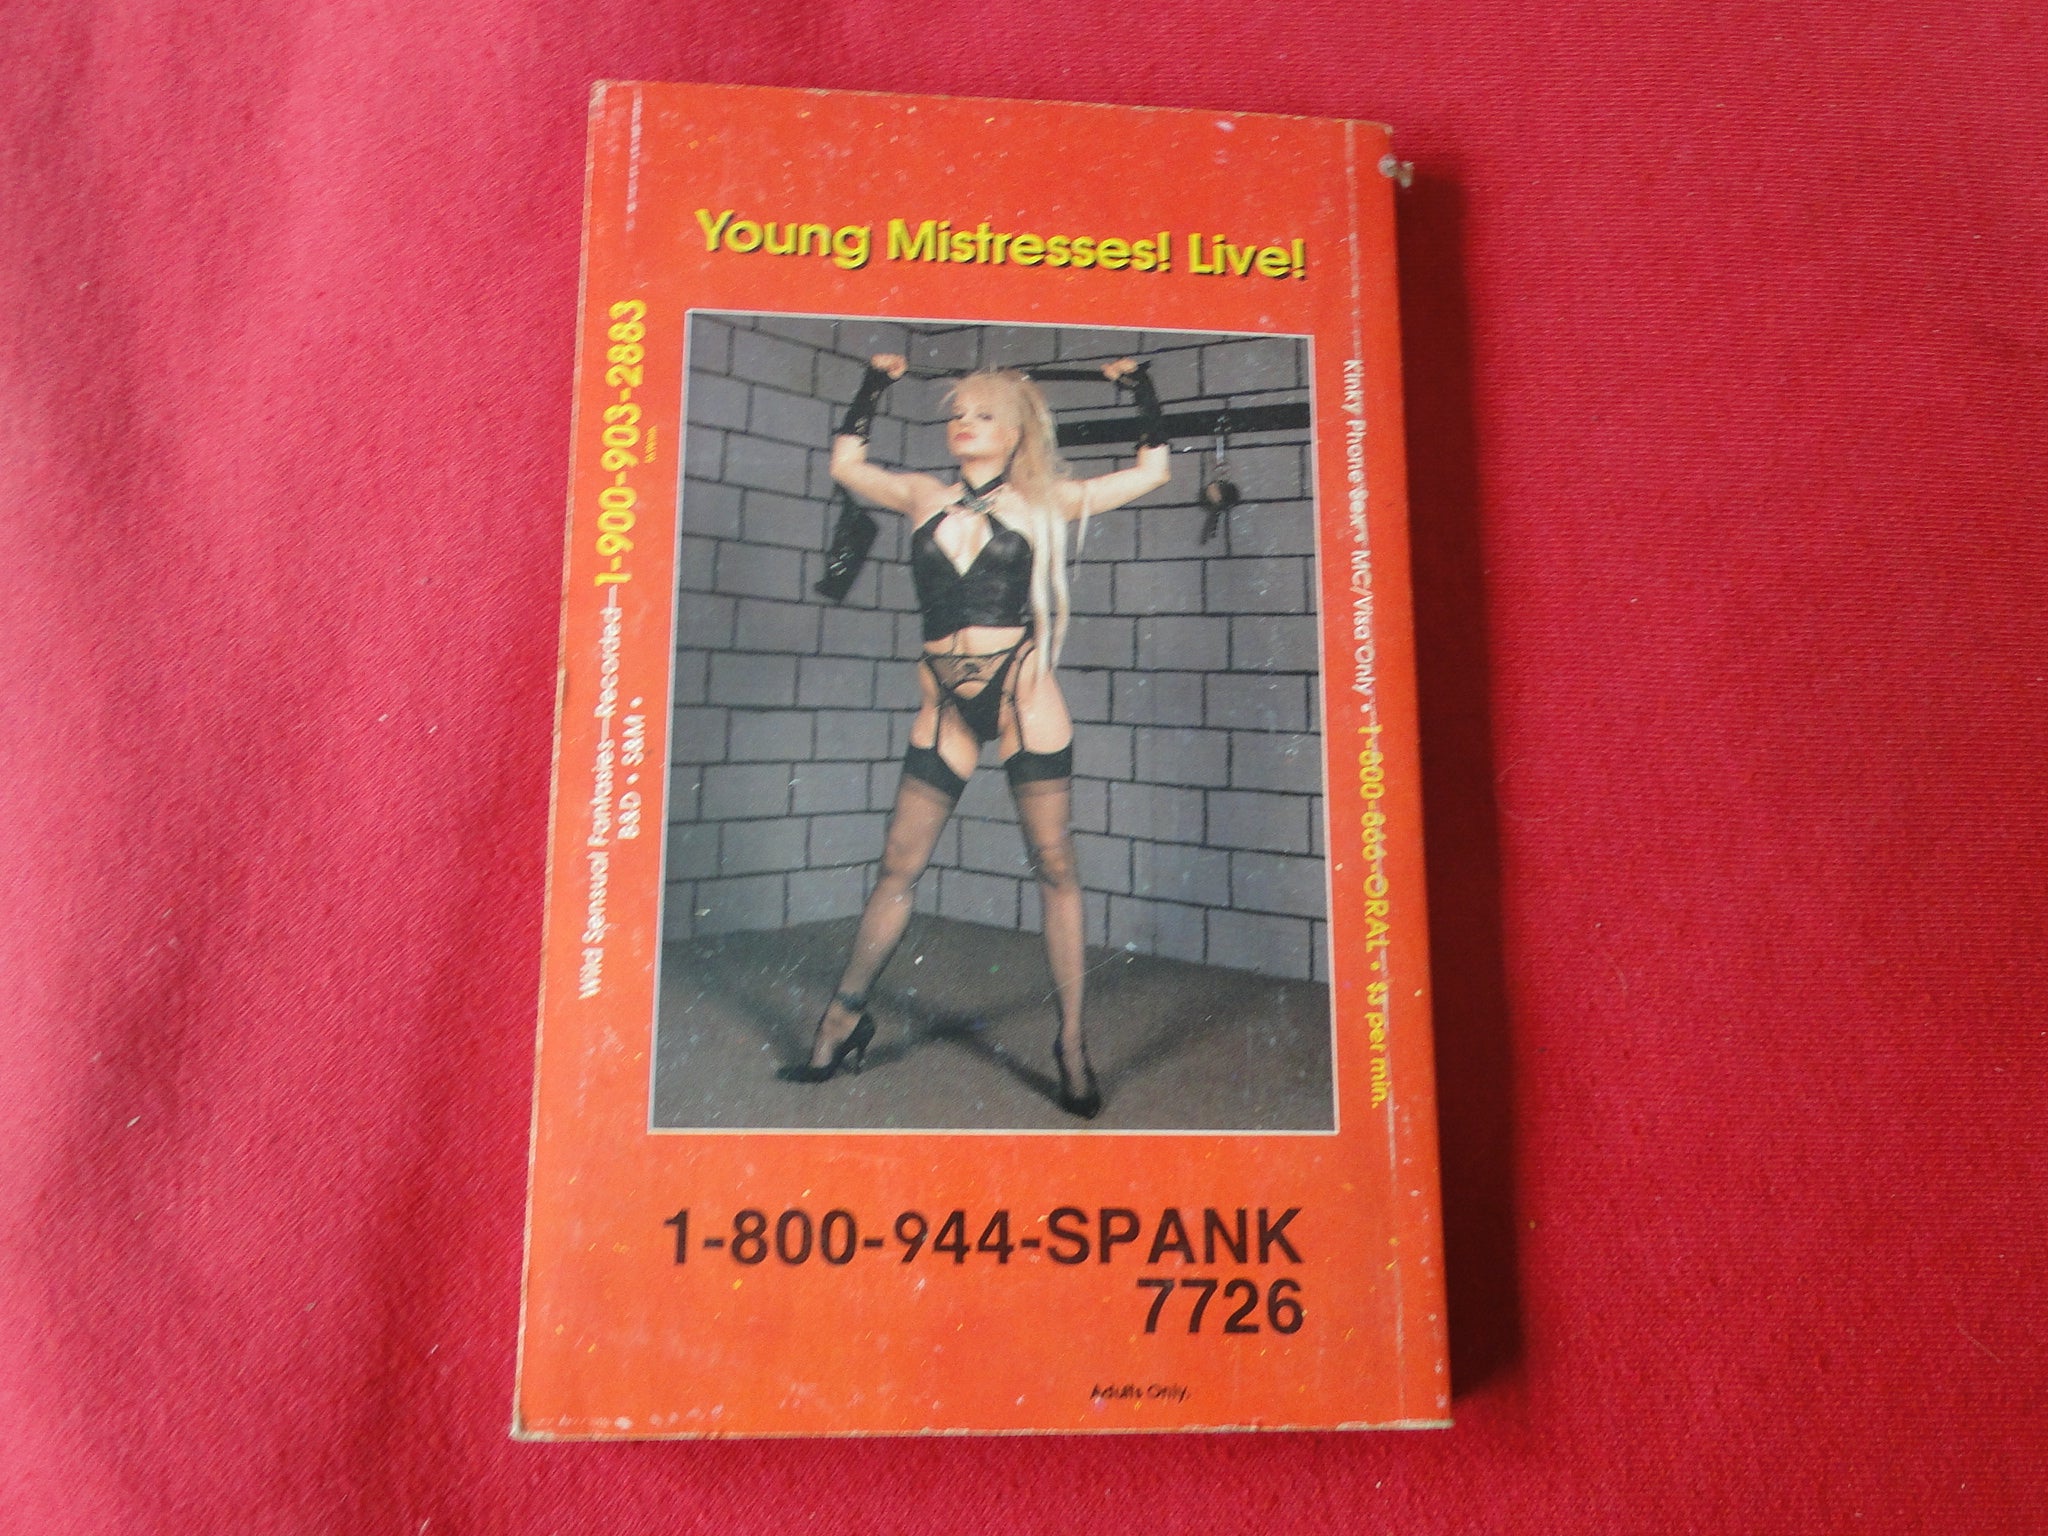 Young Mistresses! Live!
Wild Sensual Fantasies—Recorded—1-900-903-2883
B&D • S&M •
Kinky Phone Sex • MC/Visa Only • 1-800-866-ORAL • $3 per min.
1-800-944-SPANK
7726
Adults Only.